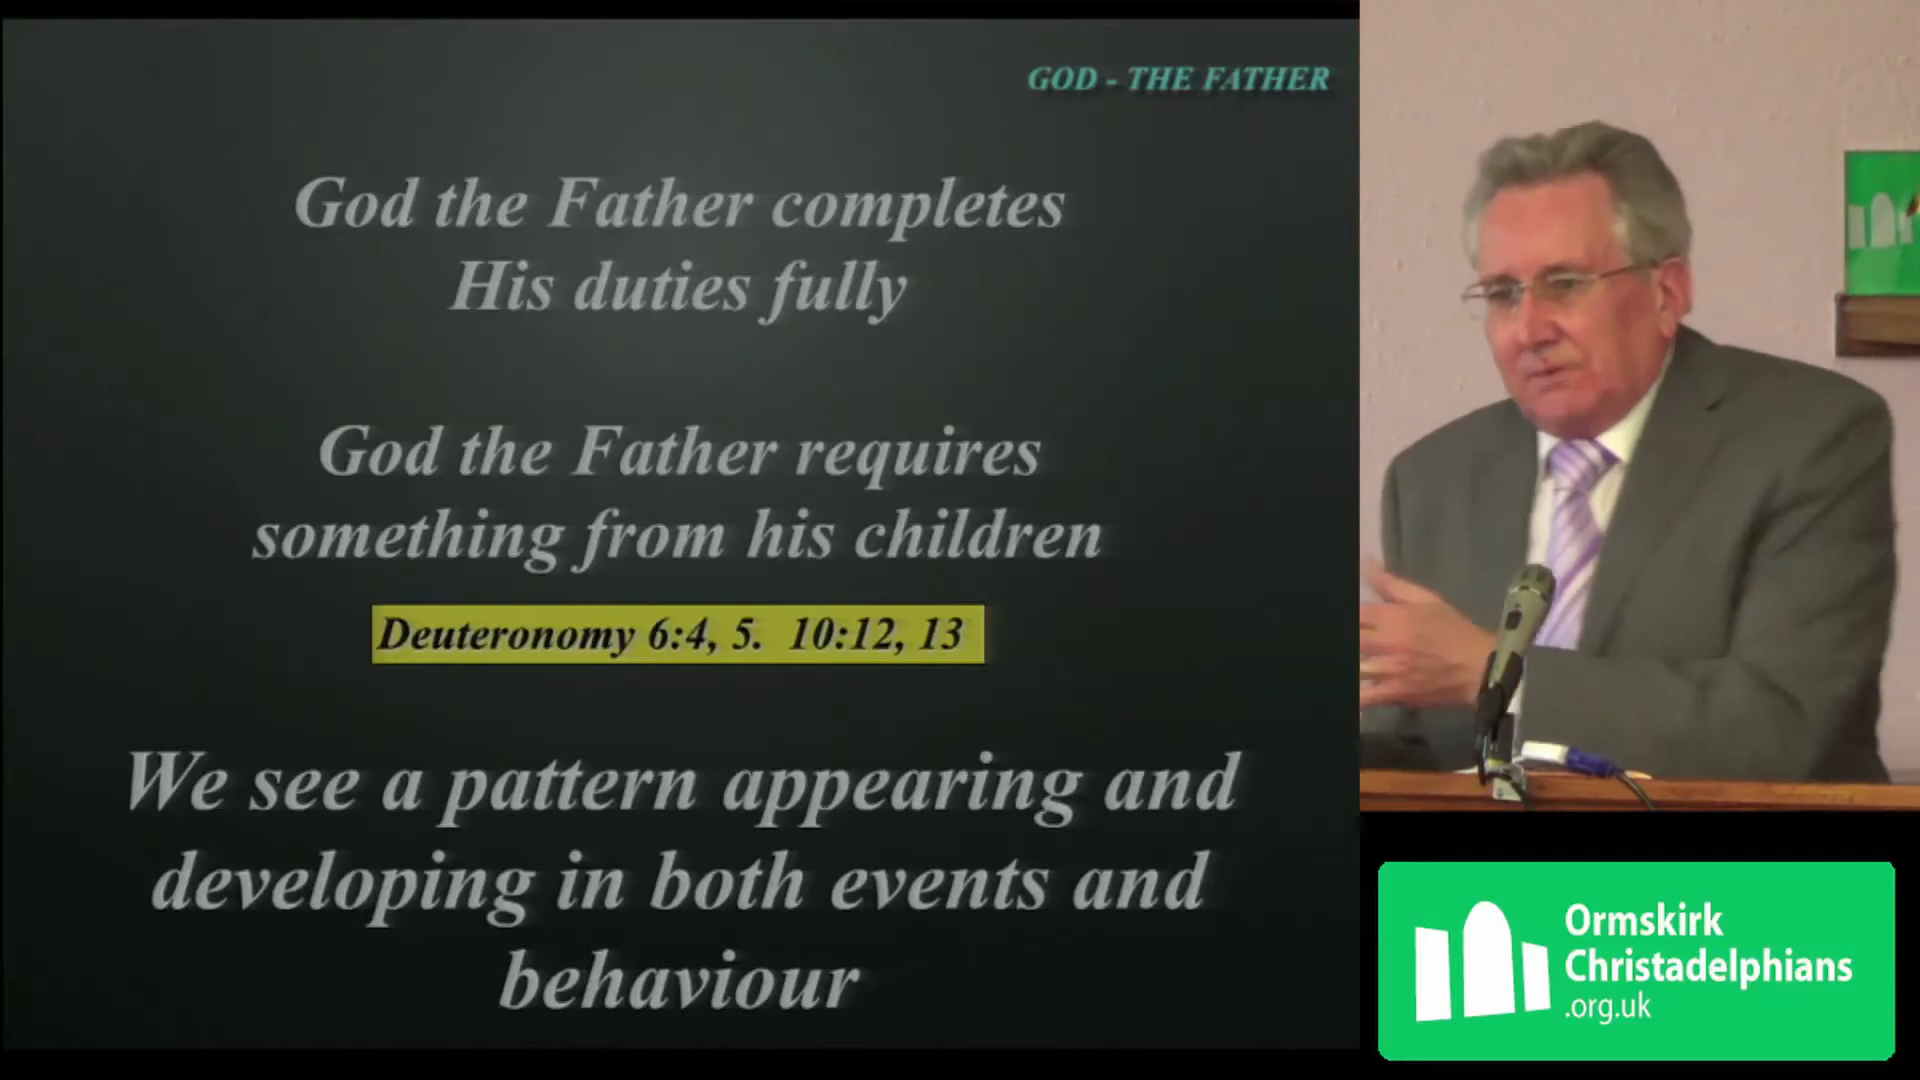 GOD - THE FATHER
God the Father completes
His duties fully
God the Father requires
something from his children
Deuteronomy 6:4, 5.  10:12, 13
We see a pattern appearing and
developing in both events and
behaviour
Ormskirk
Christadelphians
.org.uk